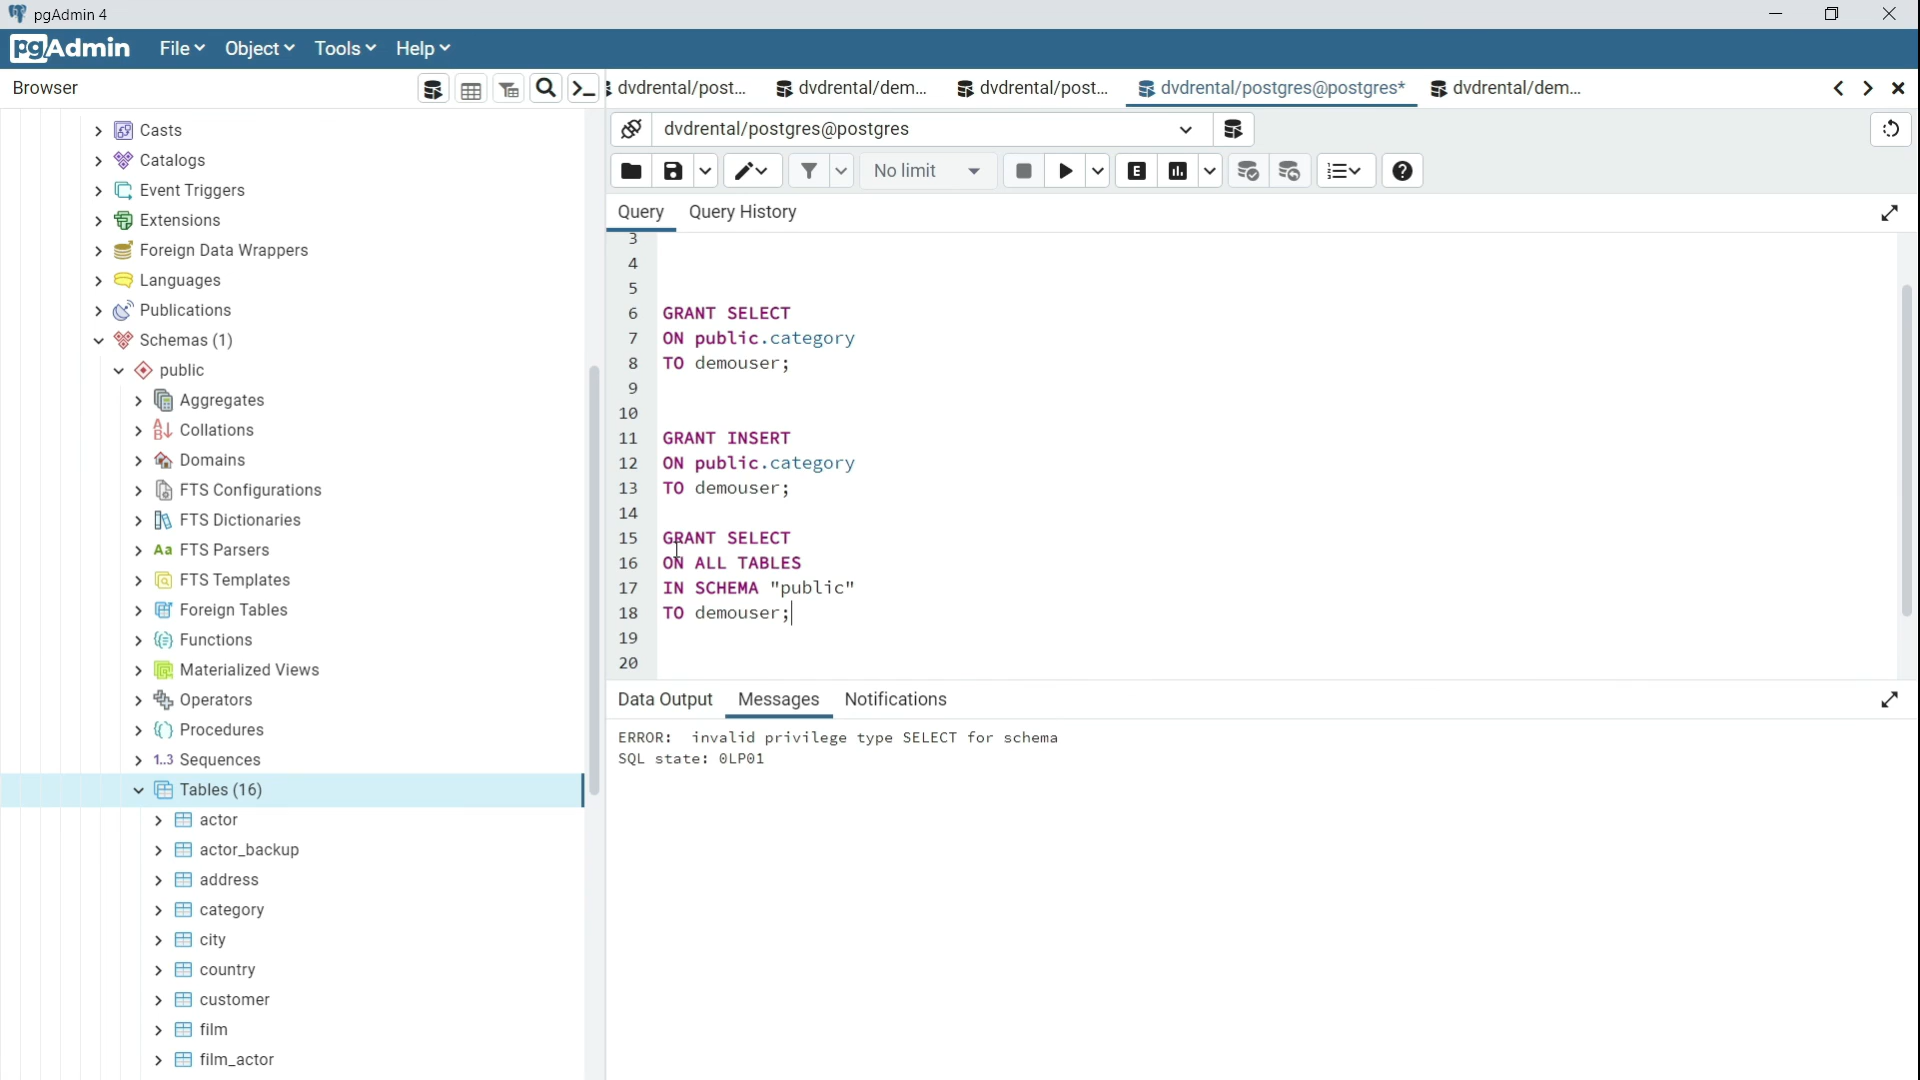 pgAdmin 4
pgAdmin File Object Tools Help
Browser
dvdrental/post... dvdrental/dem... dvdrental/post... dvdrental/postgres@postgres* dvdrental/dem...
dvdrental/postgres@postgres
No limit
E
Query Query History
Casts
Catalogs
Event Triggers
Extensions
Foreign Data Wrappers
Languages
Publications
Schemas (1)
public
Aggregates
Collations
Domains
FTS Configurations
FTS Dictionaries
Aa FTS Parsers
FTS Templates
Foreign Tables
Functions
Materialized Views
Operators
Procedures
1..3 Sequences
Tables (16)
actor
actor_backup
address
category
city
country
customer
film
film_actor
3
4
5
6 GRANT SELECT
7 ON public.category
8 TO demouser;
9
10
11 GRANT INSERT
12 ON public.category
13 TO demouser;
14
15 GRANT SELECT
16 ON ALL TABLES
17 IN SCHEMA "public"
18 TO demouser;
19
20
Data Output Messages Notifications
ERROR: invalid privilege type SELECT for schema
SQL state: 0LP01